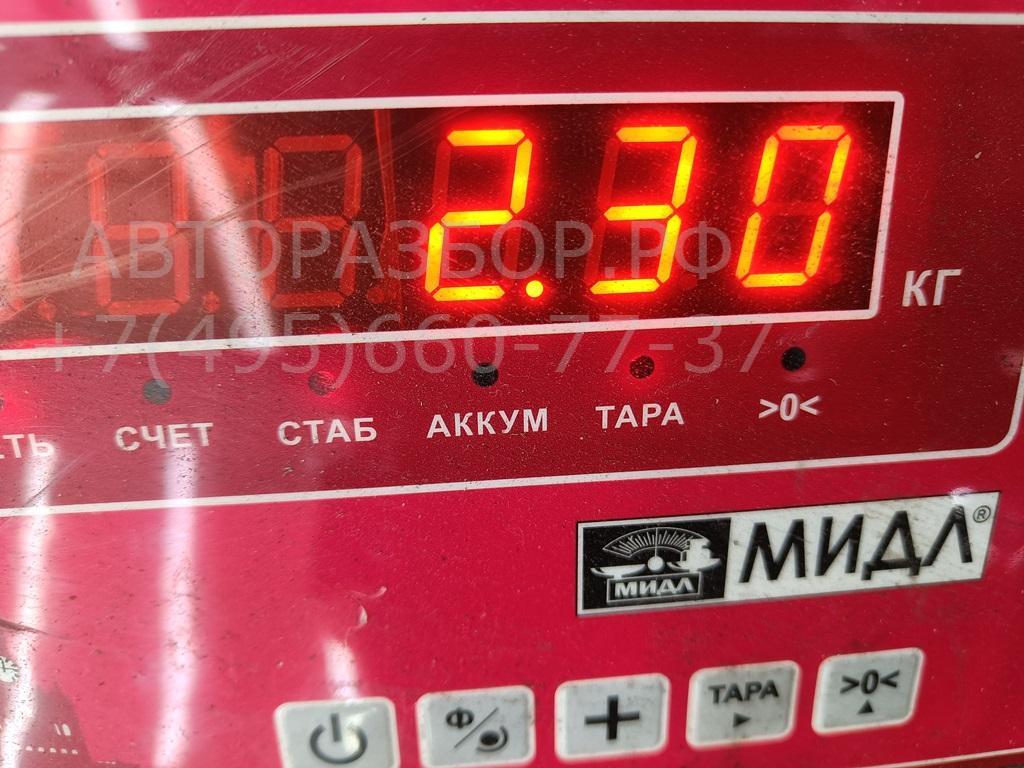 2.30
КГ
АВТОРАЗБОР.РФ
+7(495)660-77-37
СЧЕТ СТАБ АККУМ ТАРА >0<
МИДЛ МИДЛ®
Ф
+
ТАРА
>0<